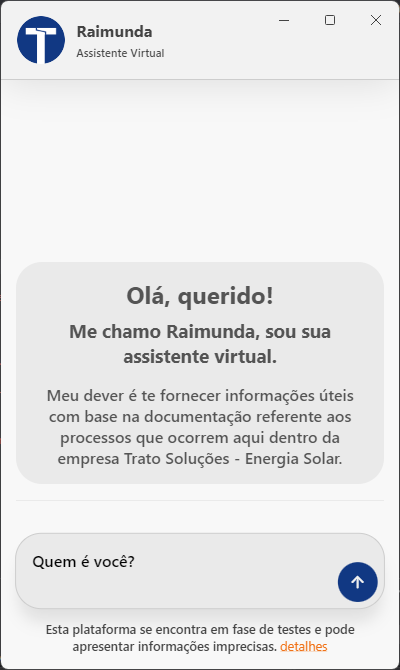 Raimunda
Assistente Virtual
Olá, querido!
Me chamo Raimunda, sou sua
assistente virtual.
Meu dever é te fornecer informações úteis
com base na documentação referente aos
processos que ocorrem aqui dentro da
empresa Trato Soluções - Energia Solar.
Quem é você?
Esta plataforma se encontra em fase de testes e pode
apresentar informações imprecisas. detalhes